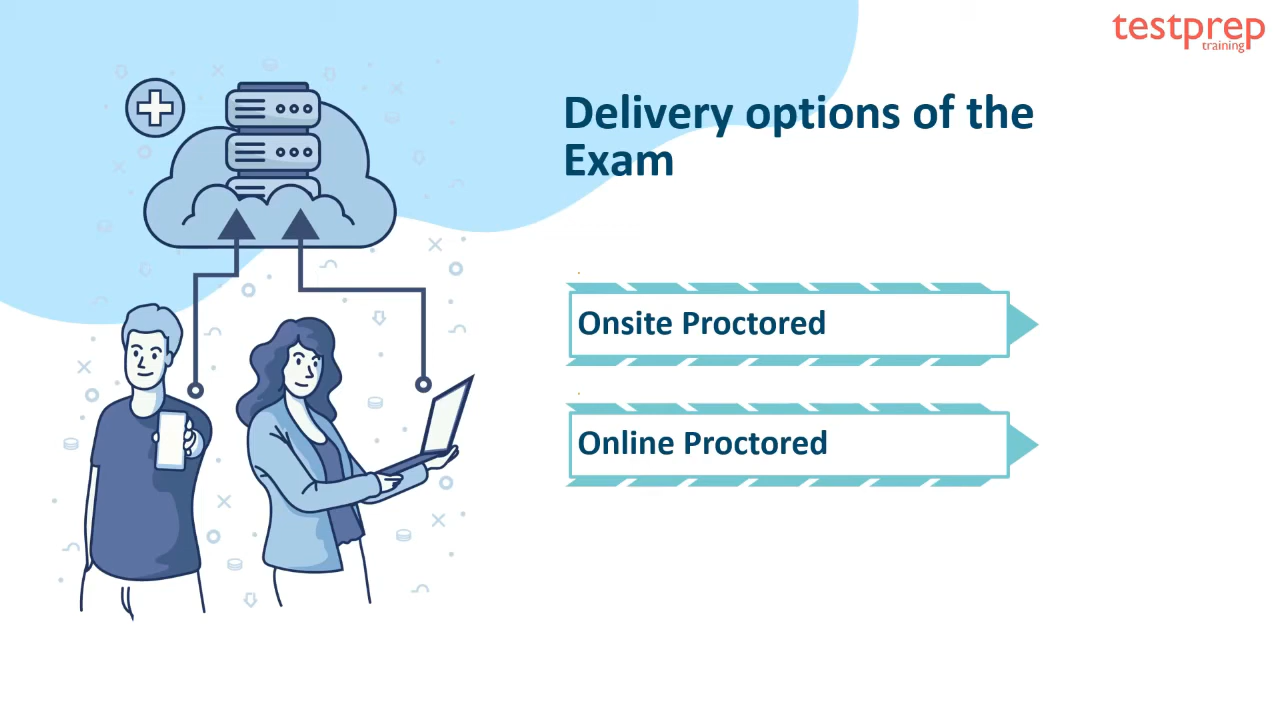 testprep
training
Delivery options of the
Exam
Onsite Proctored
Online Proctored